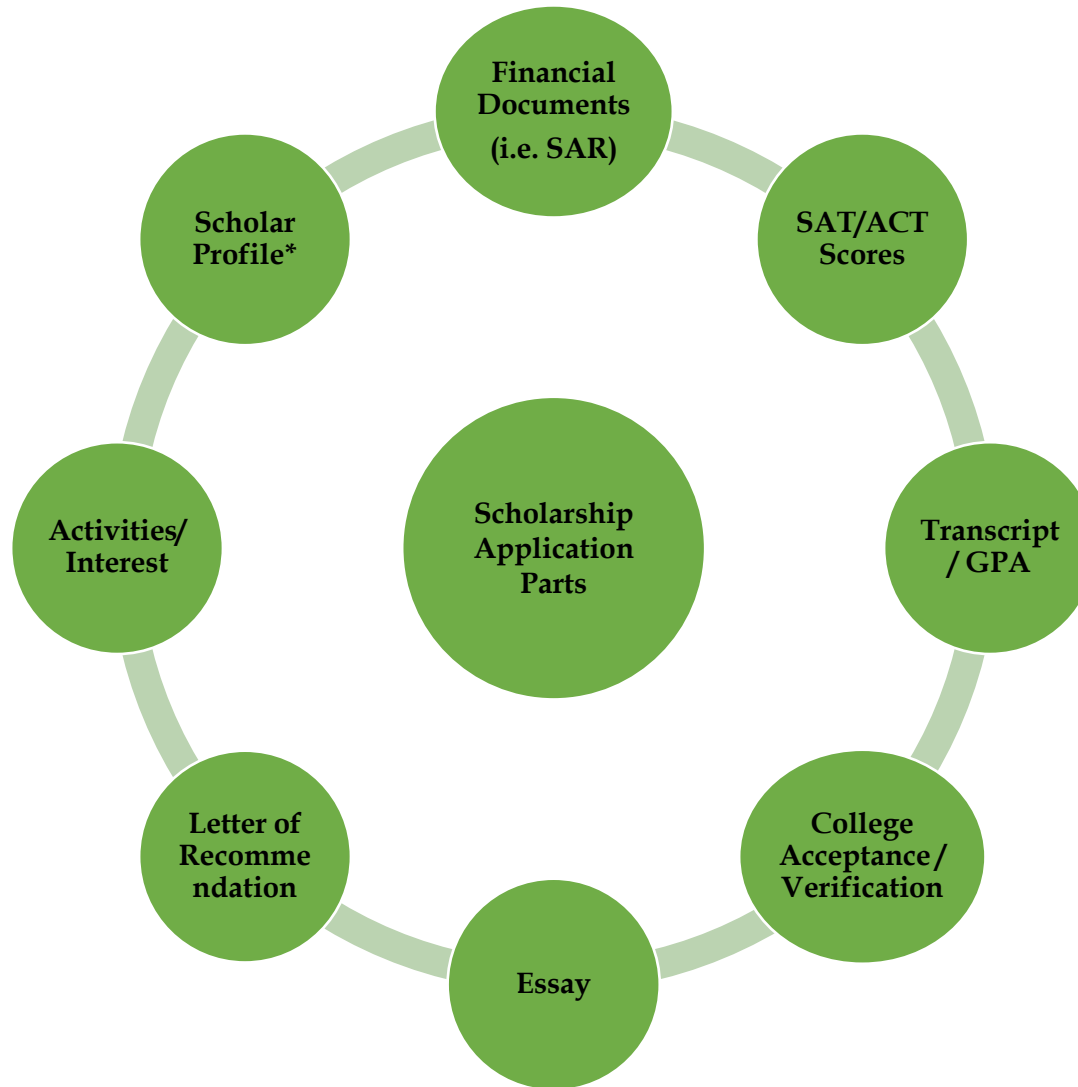 Financial
Documents
(i.e. SAR)
SAT/ACT
Scores
Transcript
/ GPA
College
Acceptance/
Verification
Essay
Letter of
Recomme
ndation
Activities/
Interest
Scholar
Profile*
Scholarship
Application
Parts